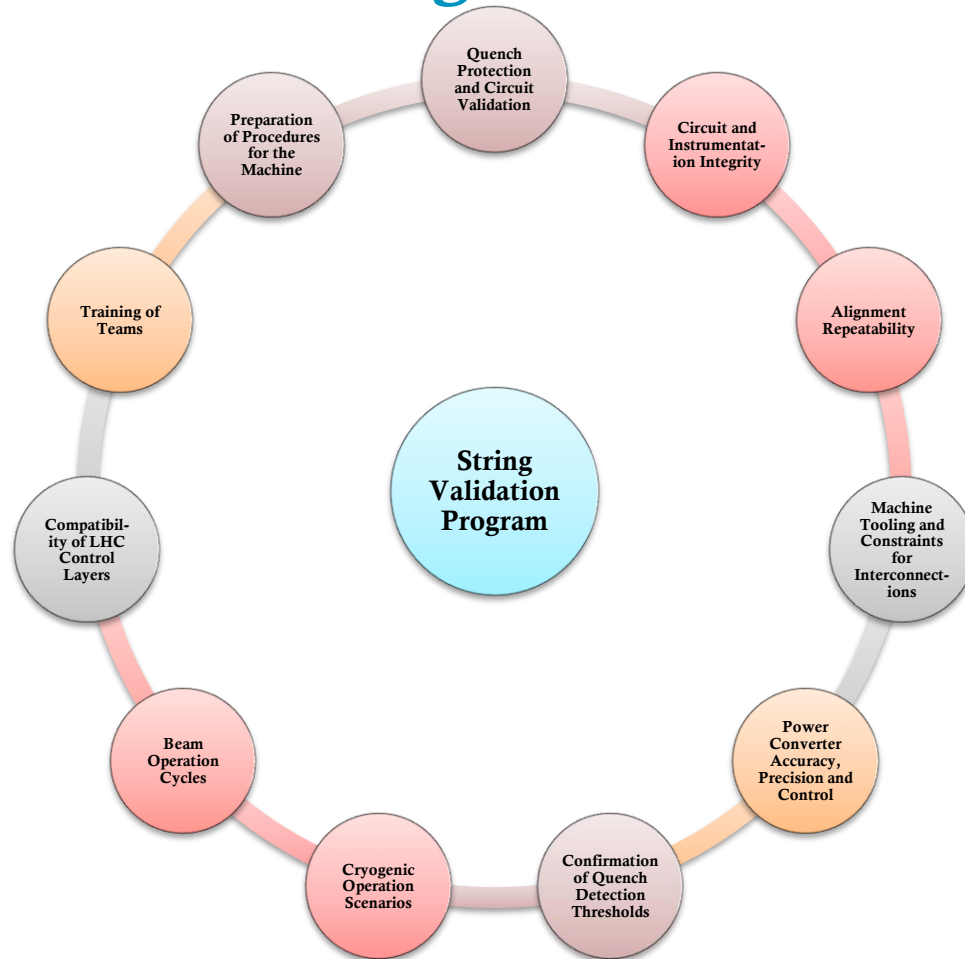 Quench
Protection
and Circuit
Validation
Circuit and
Instrumentat-
ion Integrity
Alignment
Repeatability
Machine
Tooling and
Constraints
for
Interconnect-
ions
Power
Converter
Accuracy,
Precision and
Control
Confirmation
of Quench
Detection
Thresholds
Cryogenic
Operation
Scenarios
Beam
Operation
Cycles
Compatibil-
ity of LHC
Control
Layers
Training of
Teams
Preparation
of Procedures
for the
Machine
String
Validation
Program